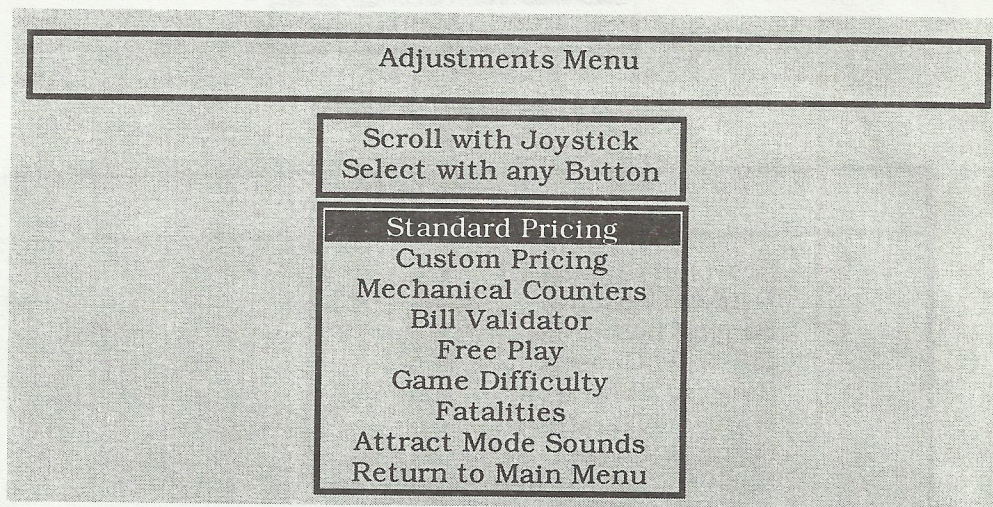 Adjustments Menu
Scroll with Joystick
Select with any Button
Standard Pricing
Custom Pricing
Mechanical Counters
Bill Validator
Free Play
Game Difficulty
Fatalities
Attract Mode Sounds
Return to Main Menu